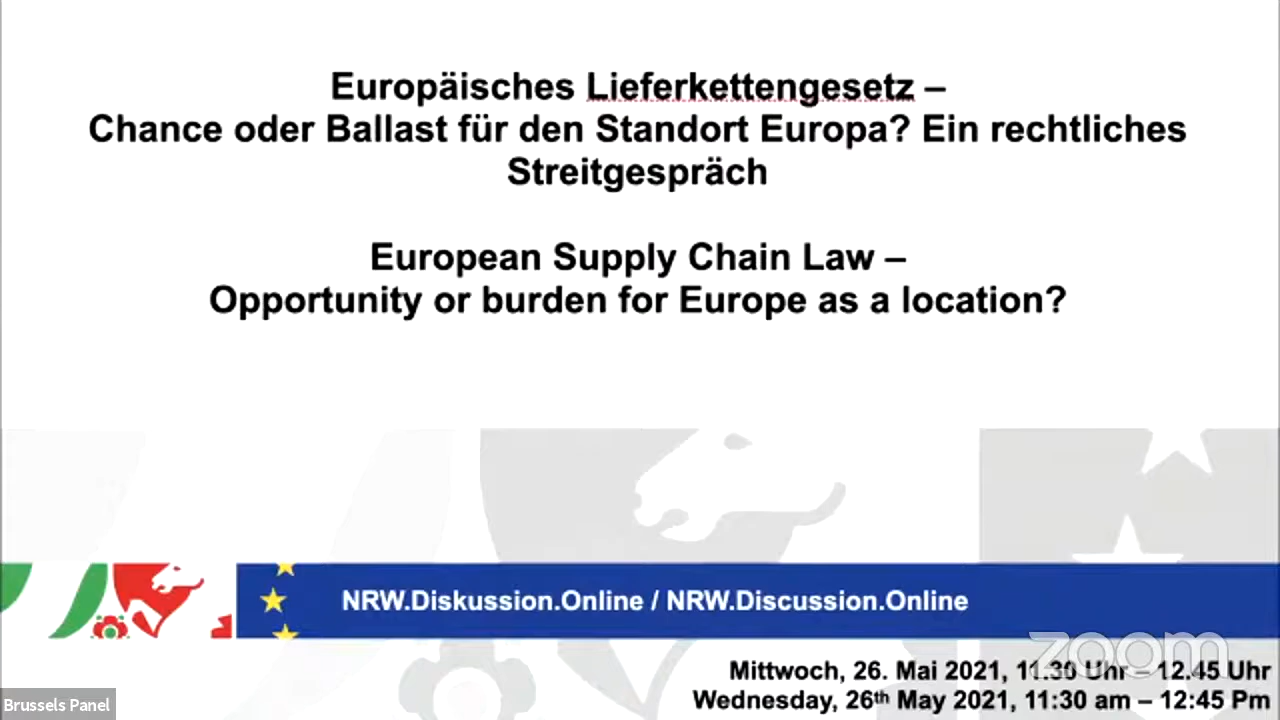 Europäisches Lieferkettengesetz –
Chance oder Ballast für den Standort Europa? Ein rechtliches
Streitgespräch
European Supply Chain Law –
Opportunity or burden for Europe as a location?
NRW.Diskussion.Online / NRW.Discussion.Online
zoom
Mittwoch, 26. Mai 2021, 11.30 Uhr – 12.45 Uhr
Wednesday, 26th May 2021, 11:30 am – 12:45 Pm
Brussels Panel